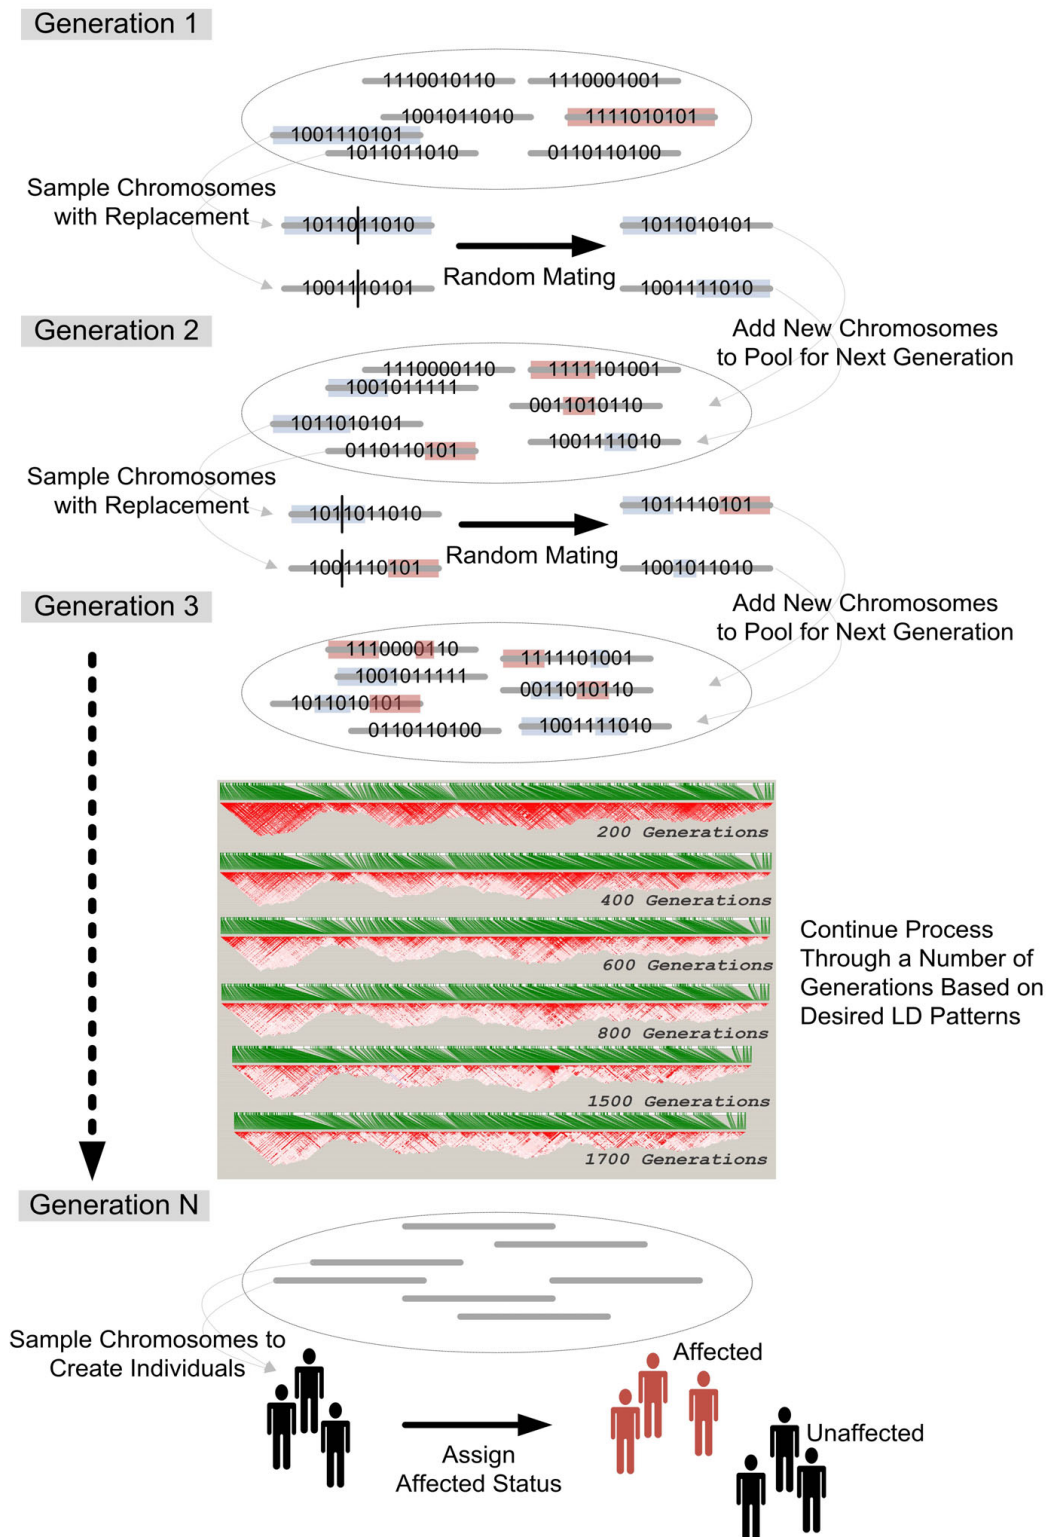 Generation 1
1110010110
1110001001
1001011010
1111010101
1001110101
1011011010
0110110100
Sample Chromosomes
with Replacement
1011011010
1011010101
Random Mating
1001110101
1001111010
Generation 2
Add New Chromosomes
to Pool for Next Generation
1110000110
1111101001
1001011111
0011010110
1011010101
1001111010
0110110101
Sample Chromosomes
with Replacement
1011011010
1011110101
Random Mating
1001110101
1001011010
Generation 3
Add New Chromosomes
to Pool for Next Generation
1110000110
1111101001
1001011111
0011010110
1011010101
1001111010
0110110100
200 Generations
400 Generations
600 Generations
800 Generations
1500 Generations
1700 Generations
Continue Process
Through a Number of
Generations Based on
Desired LD Patterns
Generation N
Sample Chromosomes to
Create Individuals
Affected
Assign
Affected Status
Unaffected